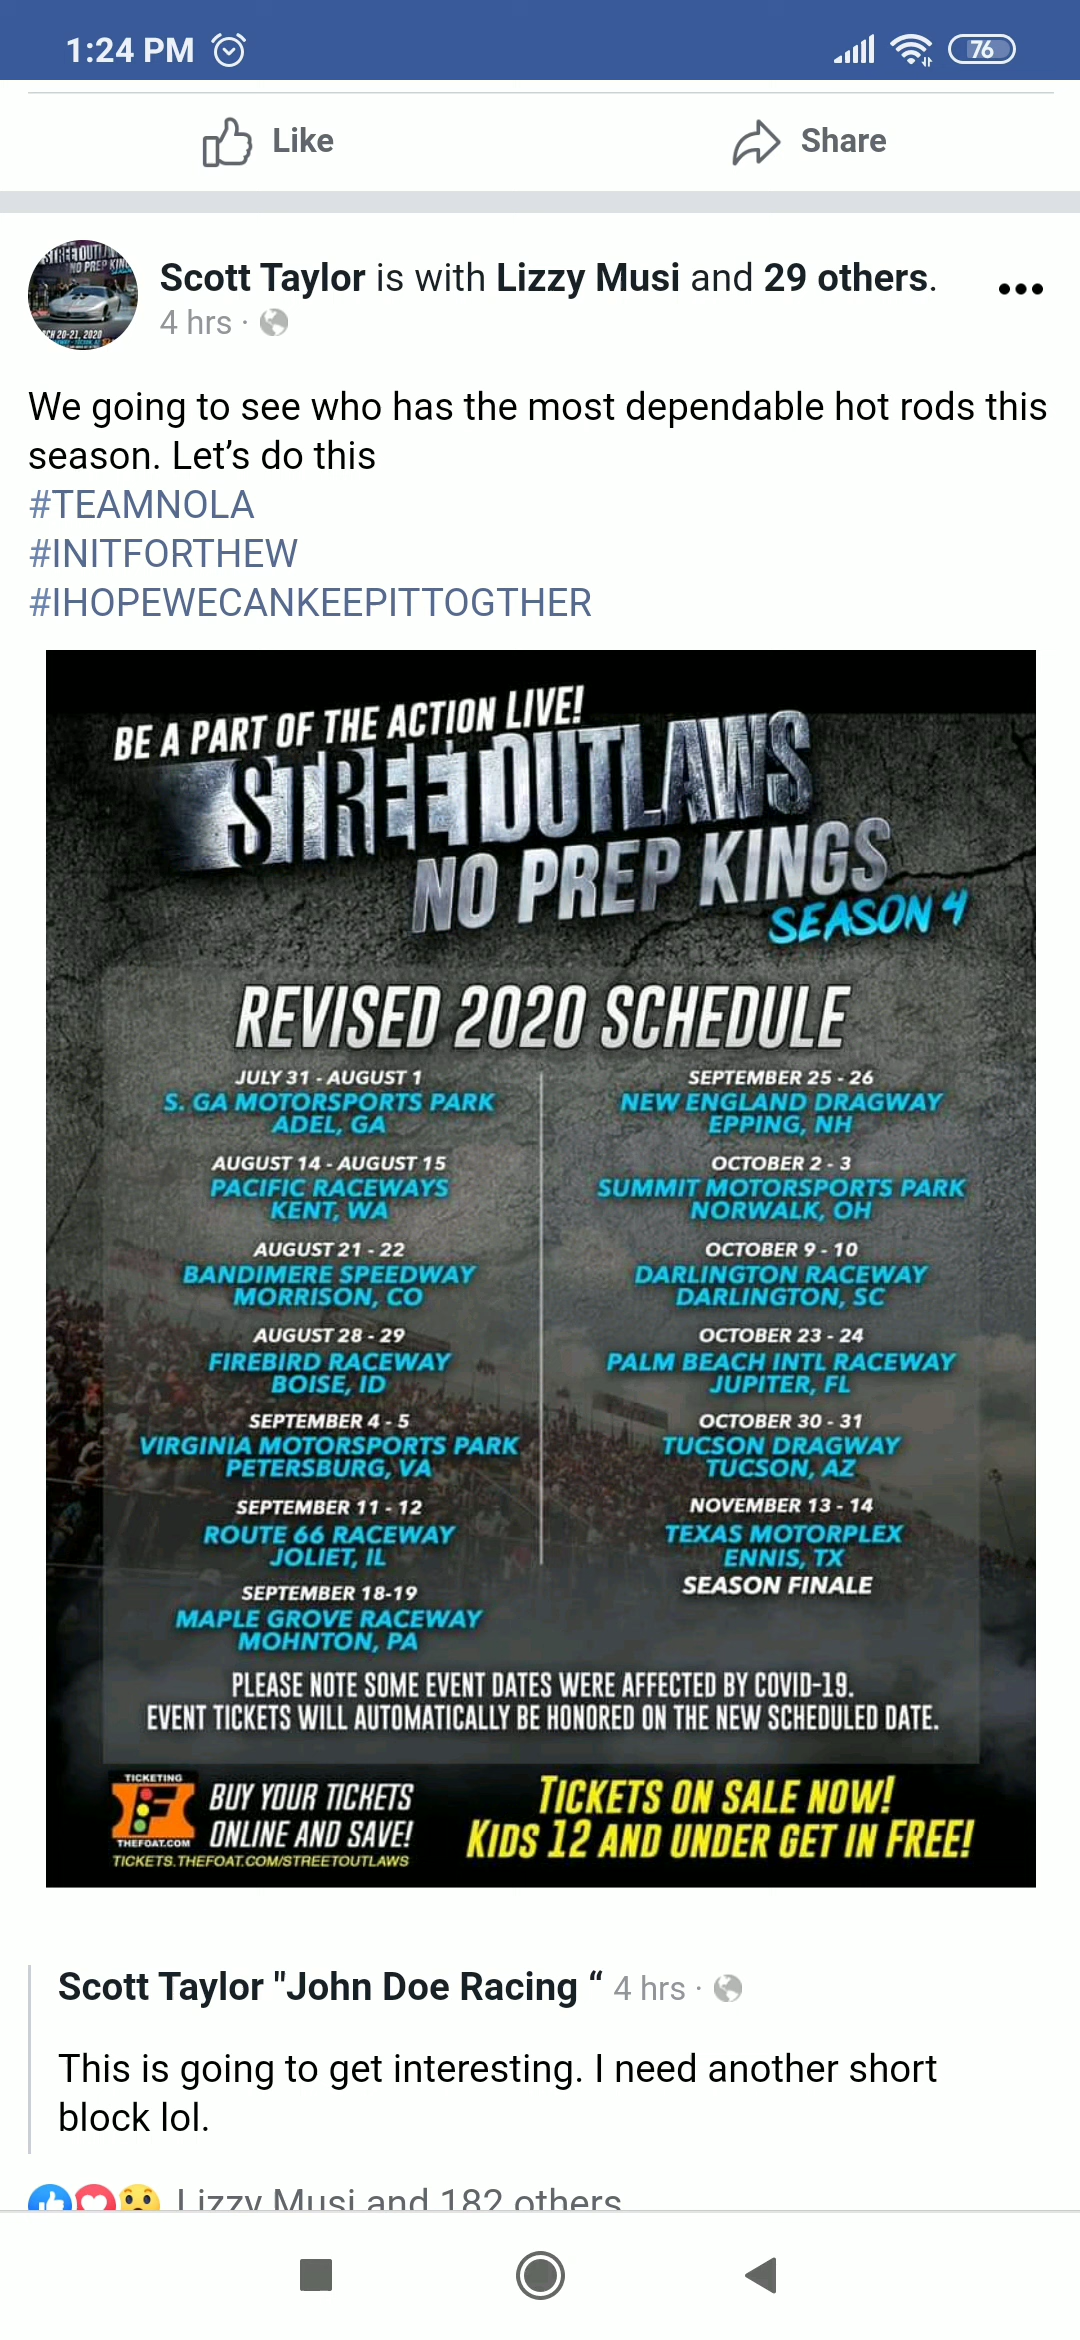 1:24 PM
76
Like
Share
STREET OUTLAWS
NO PREP KINGS
Scott Taylor is with Lizzy Musi and 29 others.
4 hrs ·
We going to see who has the most dependable hot rods this
season. Let’s do this
#TEAMNOLA
#INITFORTHEW
#IHOPEWECANKEEPITTOGTHER
BE A PART OF THE ACTION LIVE!
STREET OUTLAWS
NO PREP KINGS
SEASON 4
REVISED 2020 SCHEDULE
JULY 31 - AUGUST 1
S. GA MOTORSPORTS PARK
ADEL, GA
AUGUST 14 - AUGUST 15
PACIFIC RACEWAYS
KENT, WA
AUGUST 21 - 22
BANDIMERE SPEEDWAY
MORRISON, CO
AUGUST 28 - 29
FIREBIRD RACEWAY
BOISE, ID
SEPTEMBER 4 - 5
VIRGINIA MOTORSPORTS PARK
PETERSBURG, VA
SEPTEMBER 11 - 12
ROUTE 66 RACEWAY
JOLIET, IL
SEPTEMBER 18-19
MAPLE GROVE RACEWAY
MOHNTON, PA
SEPTEMBER 25 - 26
NEW ENGLAND DRAGWAY
EPPING, NH
OCTOBER 2 - 3
SUMMIT MOTORSPORTS PARK
NORWALK, OH
OCTOBER 9 - 10
DARLINGTON RACEWAY
DARLINGTON, SC
OCTOBER 23 - 24
PALM BEACH INTL RACEWAY
JUPITER, FL
OCTOBER 30 - 31
TUCSON DRAGWAY
TUCSON, AZ
NOVEMBER 13 - 14
TEXAS MOTORPLEX
ENNIS, TX
SEASON FINALE
PLEASE NOTE SOME EVENT DATES WERE AFFECTED BY COVID-19.
EVENT TICKETS WILL AUTOMATICALLY BE HONORED ON THE NEW SCHEDULED DATE.
TICKETING
THEFOAT.COM
BUY YOUR TICKETS
ONLINE AND SAVE!
TICKETS.THEFOAT.COM/STREETOUTLAWS
TICKETS ON SALE NOW!
KIDS 12 AND UNDER GET IN FREE!
Scott Taylor "John Doe Racing “ 4 hrs ·
This is going to get interesting. I need another short
block lol.
Lizzy Musi and 182 others